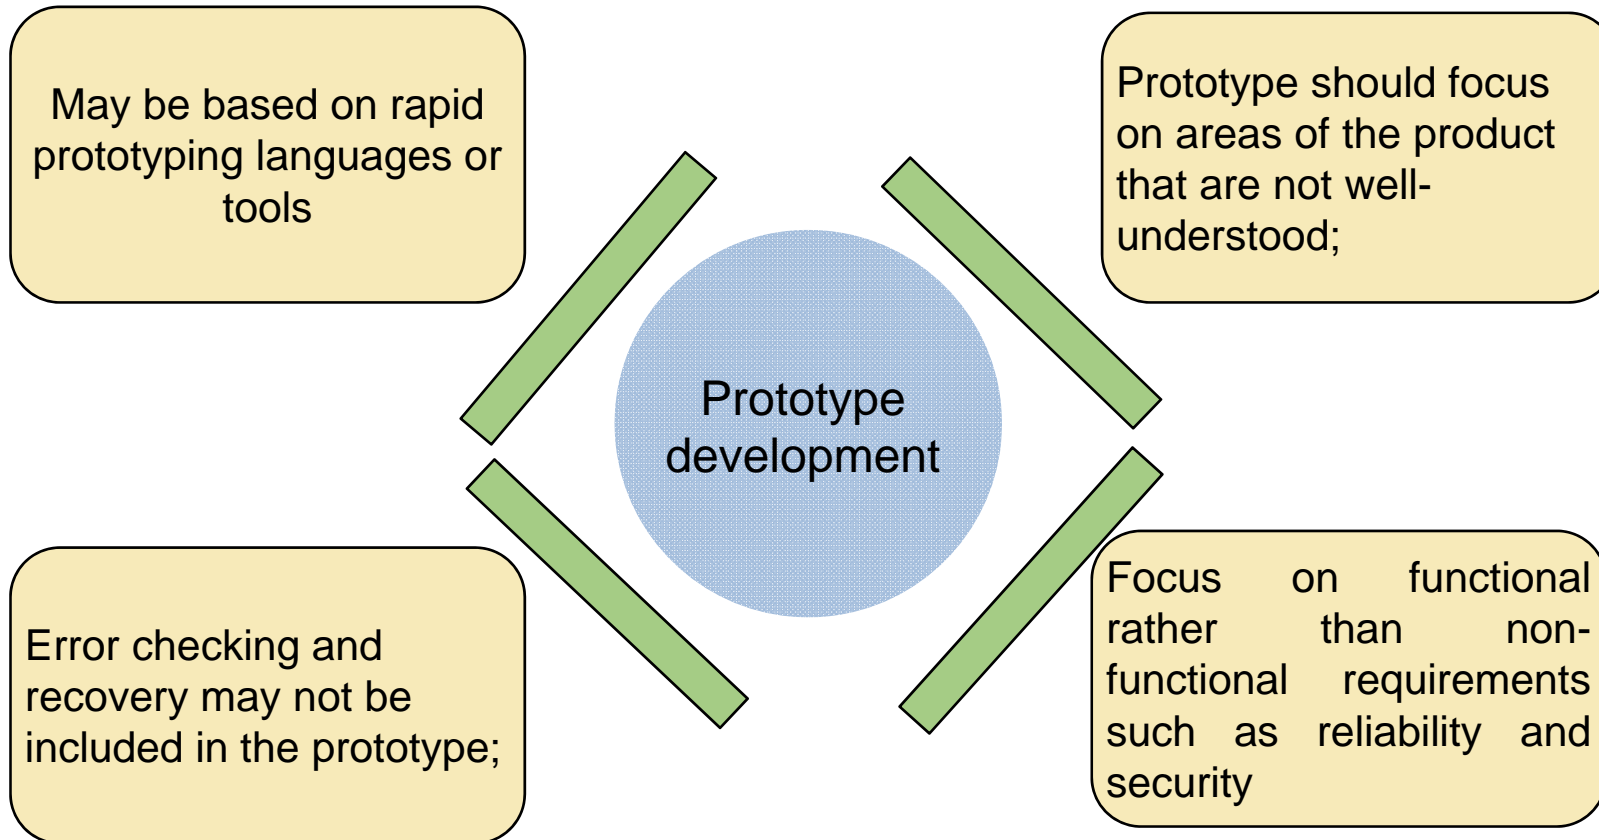 May be based on rapid
prototyping languages or
tools
Prototype should focus
on areas of the product
that are not well-
understood;
Prototype
development
Error checking and
recovery may not be
included in the prototype;
Focus on functional
rather than non-
functional requirements
such as reliability and
security